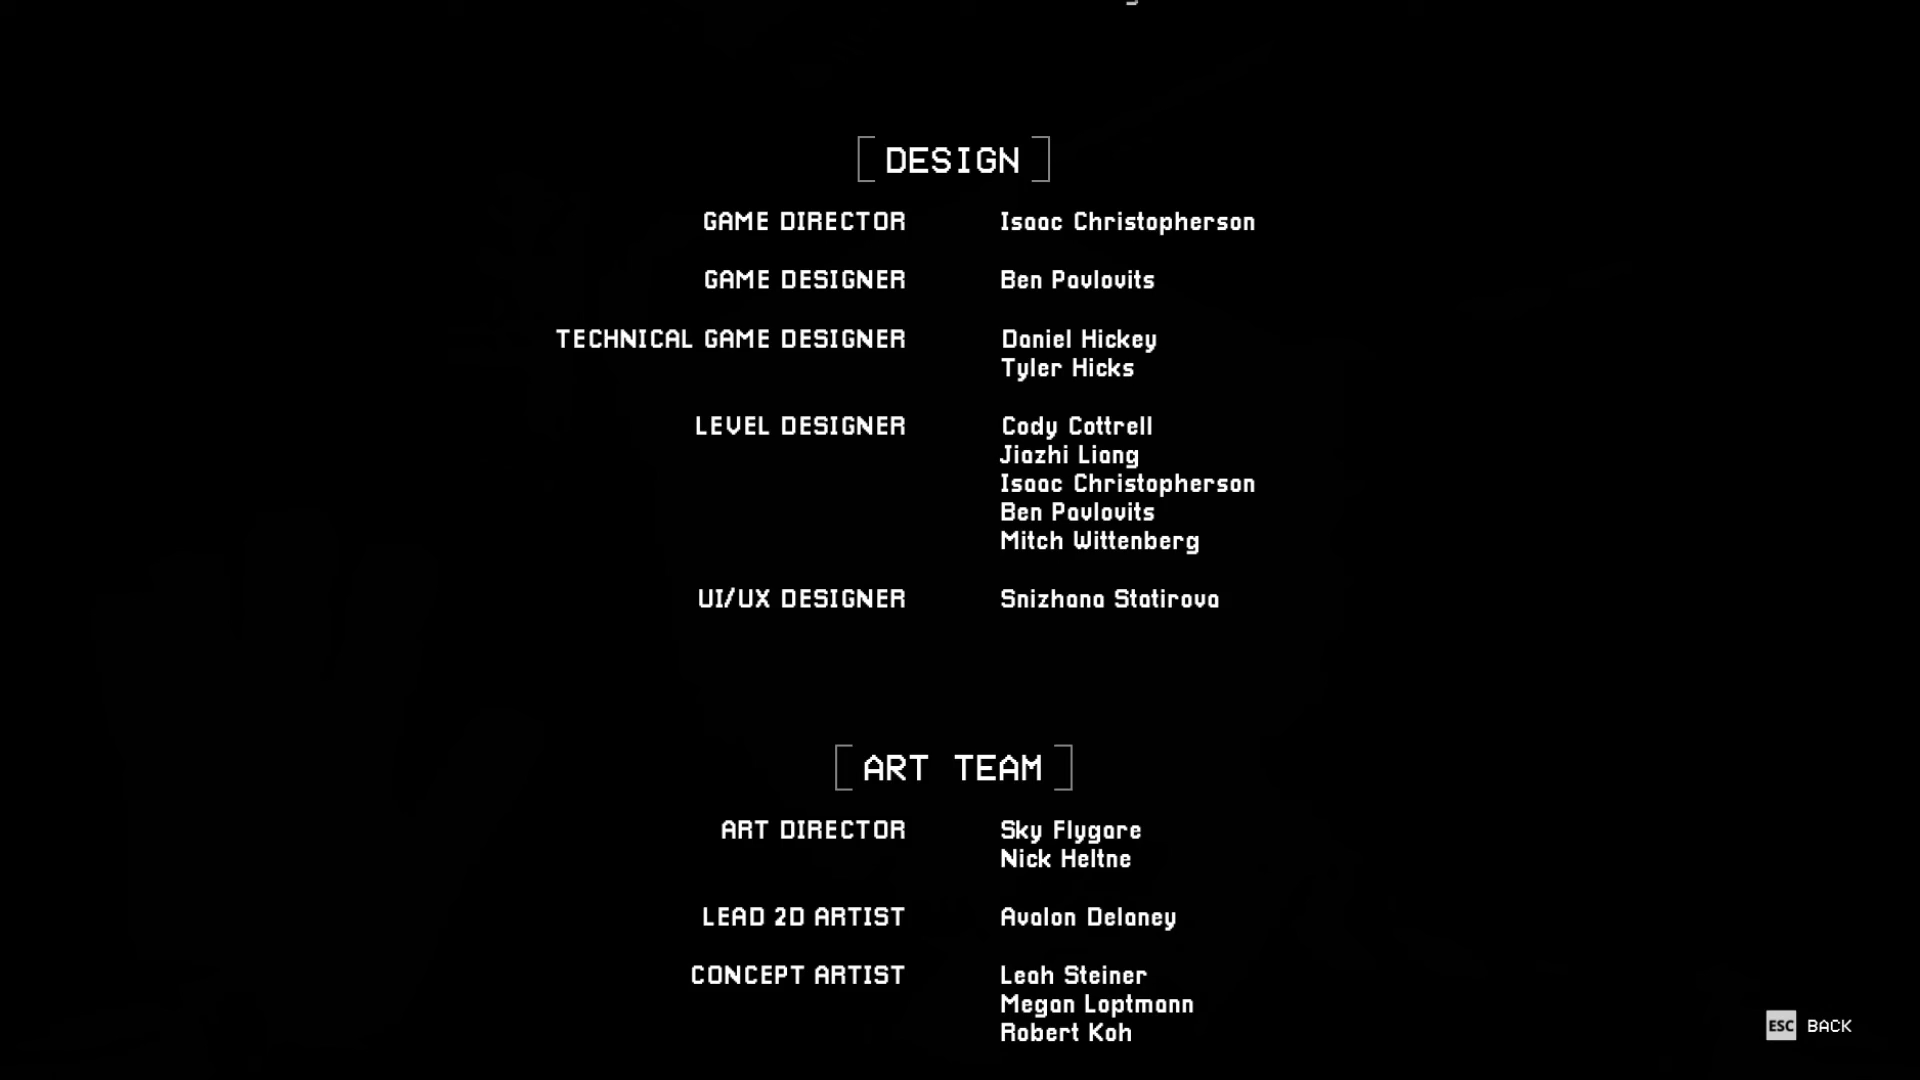 DESIGN
GAME DIRECTOR Isaac Christopherson
GAME DESIGNER Ben Pavlovits
TECHNICAL GAME DESIGNER Daniel Hickey
Tyler Hicks
LEVEL DESIGNER Cody Cottrell
Jiazhi Liang
Isaac Christopherson
Ben Pavlovits
Mitch Wittenberg
UI/UX DESIGNER Snizhana Statirova
ART TEAM
ART DIRECTOR Sky Flygare
Nick Heltne
LEAD 2D ARTIST Avalon Delaney
CONCEPT ARTIST Leah Steiner
Megan Loptmann
Robert Koh
ESC BACK